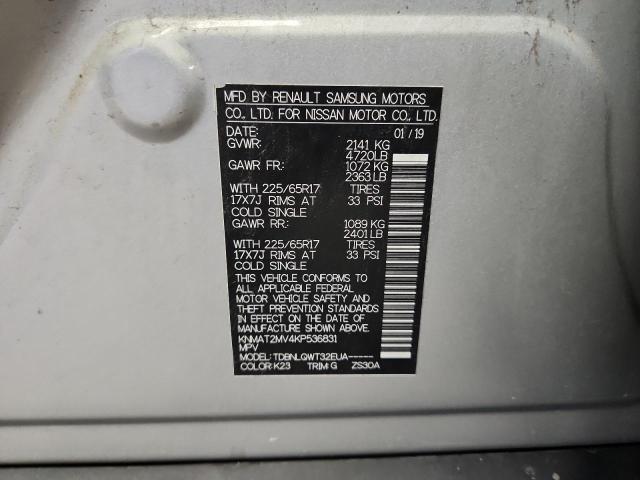 MFD BY RENAULT SAMSUNG MOTORS
CO., LTD. FOR NISSAN MOTOR CO., LTD.
DATE: 01/19
GVWR: 2141 KG
4720LB
GAWR FR: 1072 KG
2363LB
WITH 225/65R17 TIRES
17X7J RIMS AT 33 PSI
COLD SINGLE
GAWR RR: 1089 KG
2401LB
WITH 225/65R17 TIRES
17X7J RIMS AT 33 PSI
COLD SINGLE
THIS VEHICLE CONFORMS TO
ALL APPLICABLE FEDERAL
MOTOR VEHICLE SAFETY AND
THEFT PREVENTION STANDARDS
IN EFFECT ON THE DATE OF
MANUFACTURE SHOWN ABOVE.
KNMAT2MV4KP536831
MPV
MODEL: TDBNLQWT32EUA-----
COLOR:K23 TRIM:G ZS30A